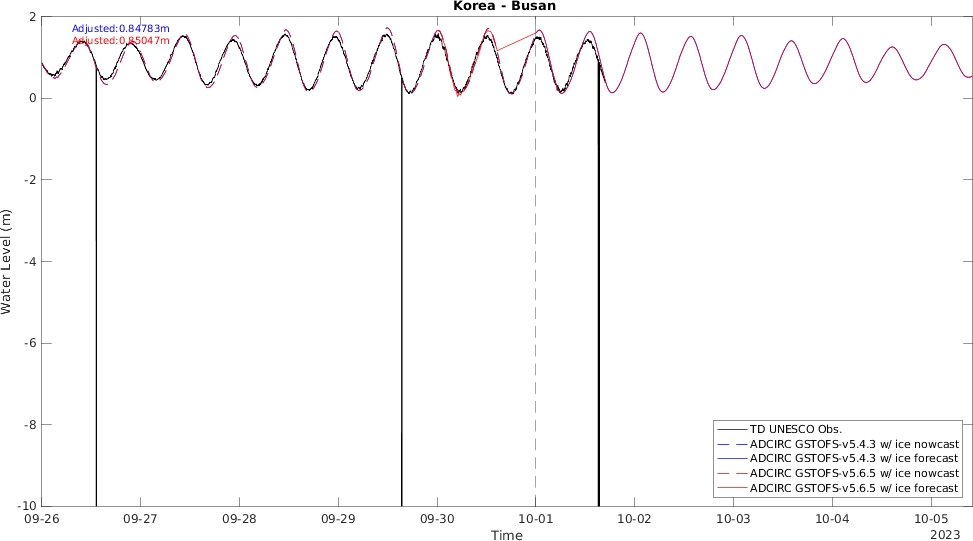 Korea - Busan
Adjusted:0.84783m
Adjusted:0.85047m
2
0
-2
-4
-6
-8
-10
Water Level (m)
09-26
09-27
09-28
09-29
09-30
10-01
10-02
10-03
10-04
10-05
Time
2023
TD UNESCO Obs.
ADCIRC GSTOFS-v5.4.3 w/ ice nowcast
ADCIRC GSTOFS-v5.4.3 w/ ice forecast
ADCIRC GSTOFS-v5.6.5 w/ ice nowcast
ADCIRC GSTOFS-v5.6.5 w/ ice forecast